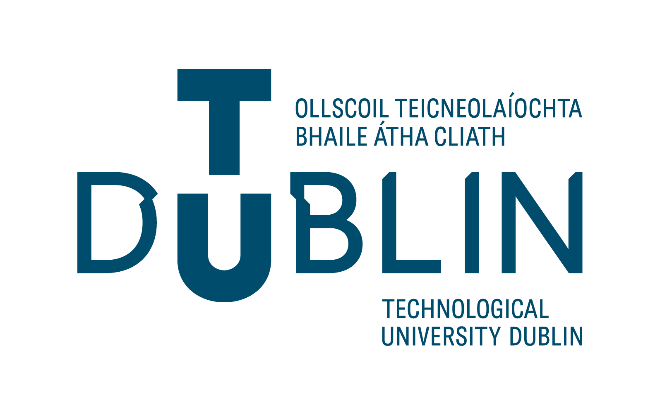 TU DUBLIN
OLLSCOIL TEICNEOLAÍOCHTA
BHAILE ÁTHA CLIATH
TECHNOLOGICAL
UNIVERSITY DUBLIN